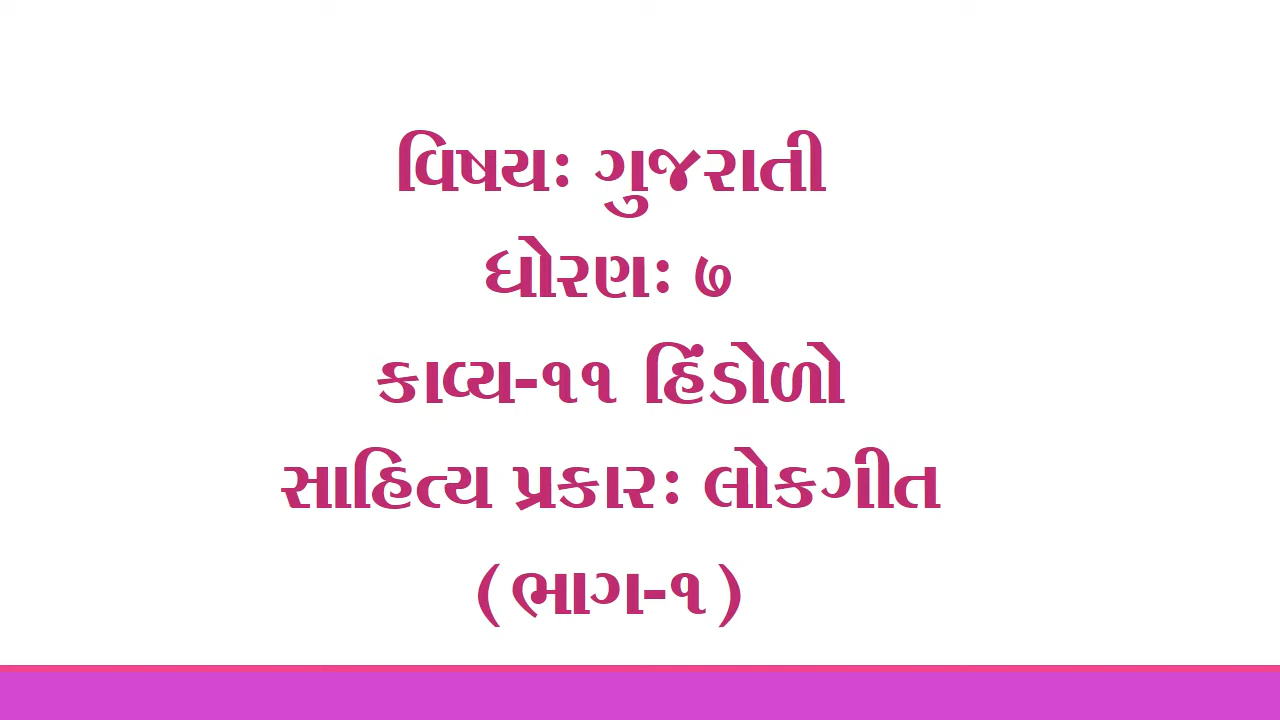 વિષયઃ ગુજરાતી
ધોરણઃ ૭
કાવ્ય-૧૧ હિંડોળો
સાહિત્ય પ્રકારઃ લોકગીત
(ભાગ-૧)